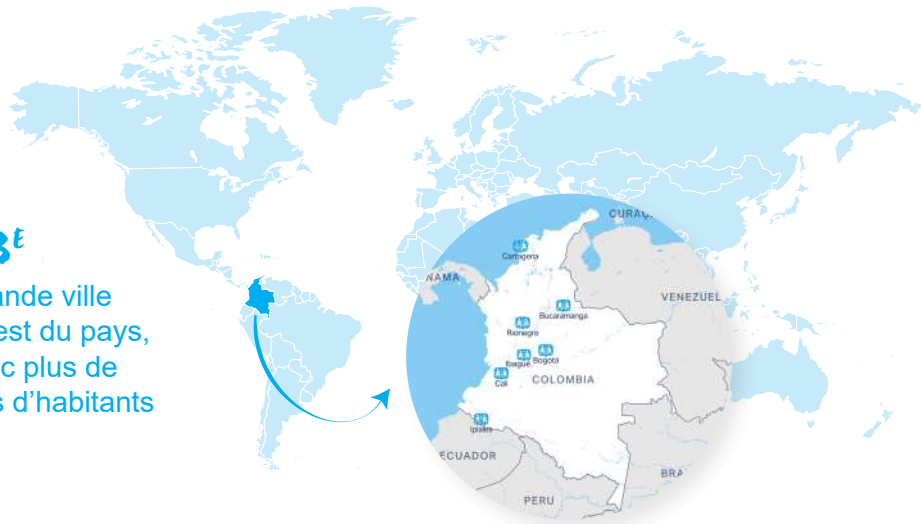 3E
ande ville
est du pays,
c plus de
s d’habitants
CURAÇ
Cartagena
NAMA
VENEZUEL
Bucaramanga
Rionegro
Ibagué
Bogotá
Cali
COLOMBIA
Ipiales
ECUADOR
BRA
PERU